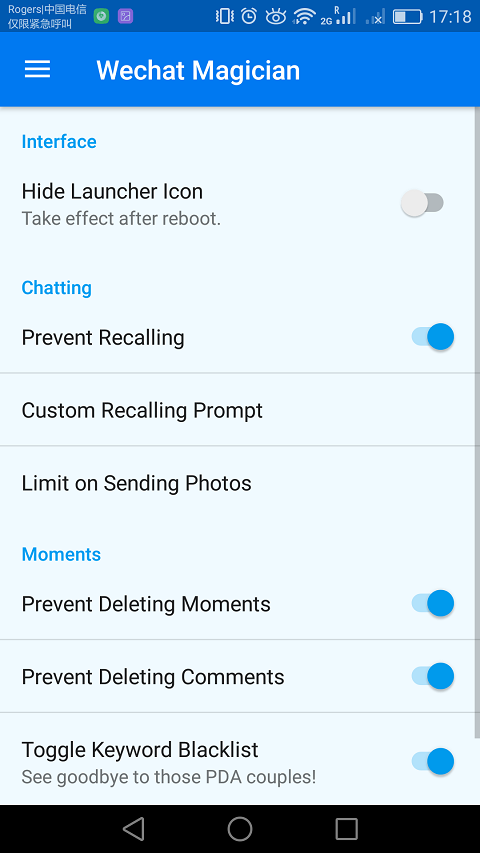 Rogers|中国电信
仅限紧急呼叫
2G R 17:18
Wechat Magician
Interface
Hide Launcher Icon
Take effect after reboot.
Chatting
Prevent Recalling
Custom Recalling Prompt
Limit on Sending Photos
Moments
Prevent Deleting Moments
Prevent Deleting Comments
Toggle Keyword Blacklist
See goodbye to those PDA couples!